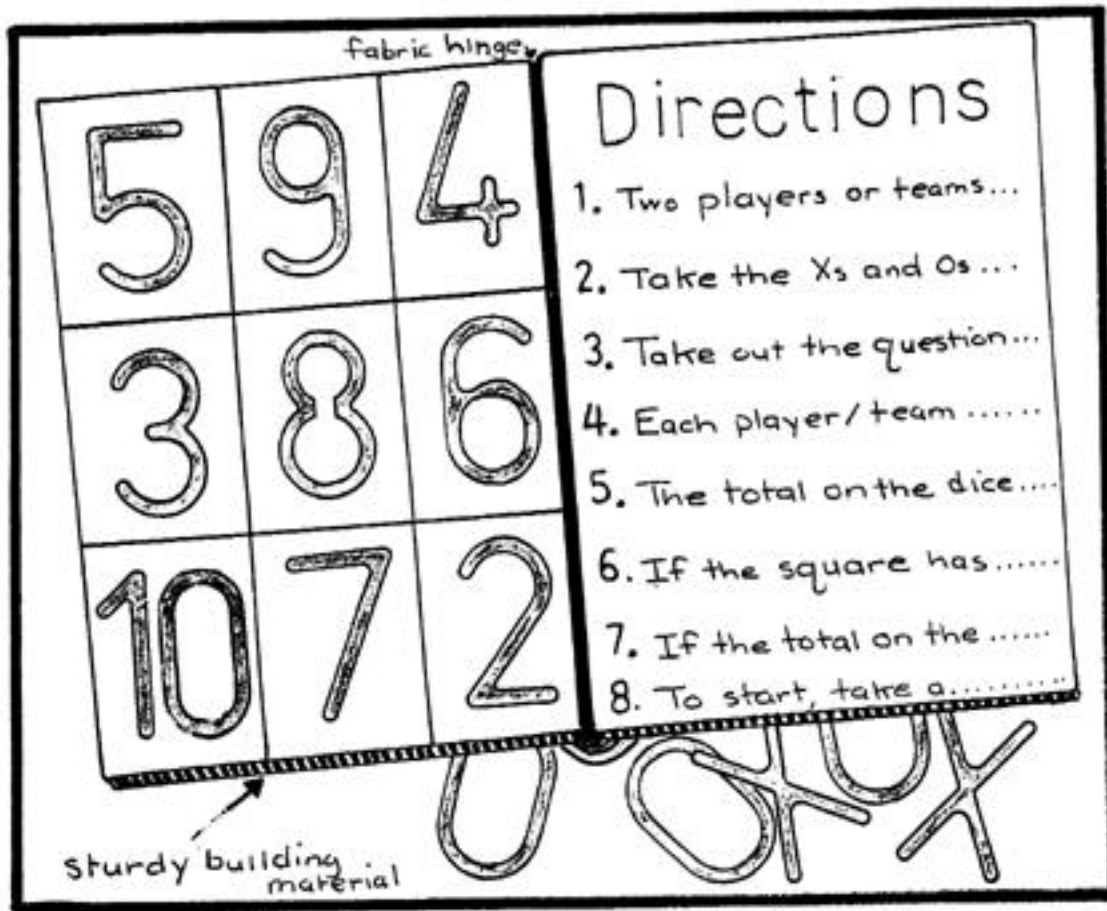 fabric hinge
5 9 4
3 8 6
10 7 2
Directions
1. Two players or teams...
2. Take the Xs and Os...
3. Take out the question...
4. Each player/team ......
5. The total on the dice....
6. If the square has......
7. If the total on the ......
8. To start, take a..........
O O X O X
sturdy building
material